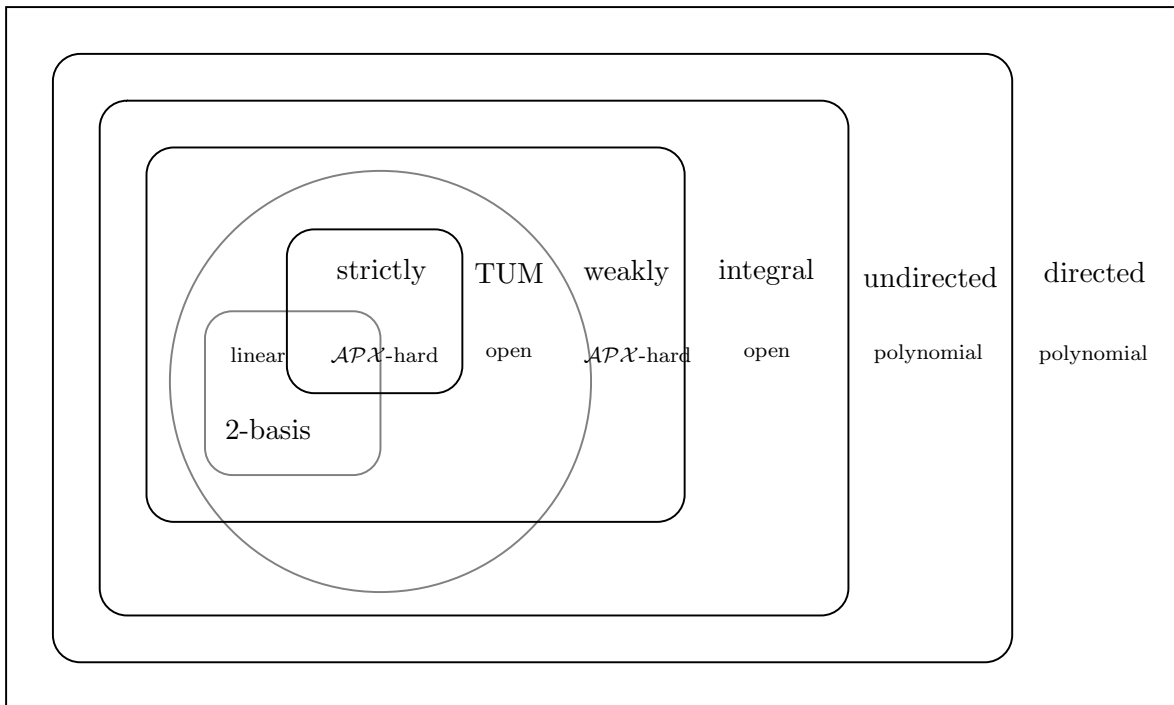 strictly TUM weakly integral undirected directed
linear 𝒜𝒫𝒳-hard open 𝒜𝒫𝒳-hard open polynomial polynomial
2-basis